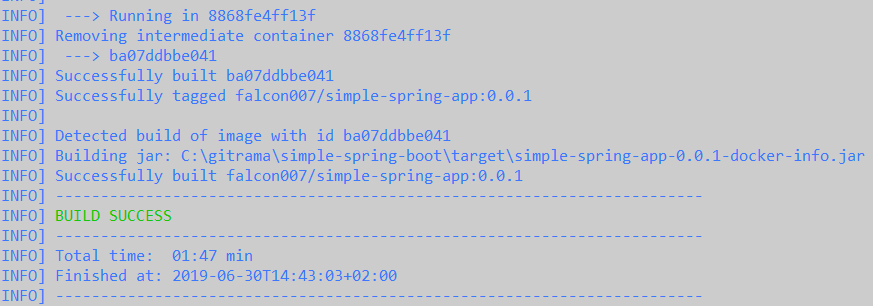 INFO]  ---> Running in 8868fe4ff13f
INFO] Removing intermediate container 8868fe4ff13f
INFO]  ---> ba07ddbbe041
INFO] Successfully built ba07ddbbe041
INFO] Successfully tagged falcon007/simple-spring-app:0.0.1
INFO]
INFO] Detected build of image with id ba07ddbbe041
INFO] Building jar: C:\gitrama\simple-spring-boot\target\simple-spring-app-0.0.1-docker-info.jar
INFO] Successfully built falcon007/simple-spring-app:0.0.1
INFO] ------------------------------------------------------------------------
INFO] BUILD SUCCESS
INFO] ------------------------------------------------------------------------
INFO] Total time:  01:47 min
INFO] Finished at: 2019-06-30T14:43:03+02:00
INFO] ------------------------------------------------------------------------